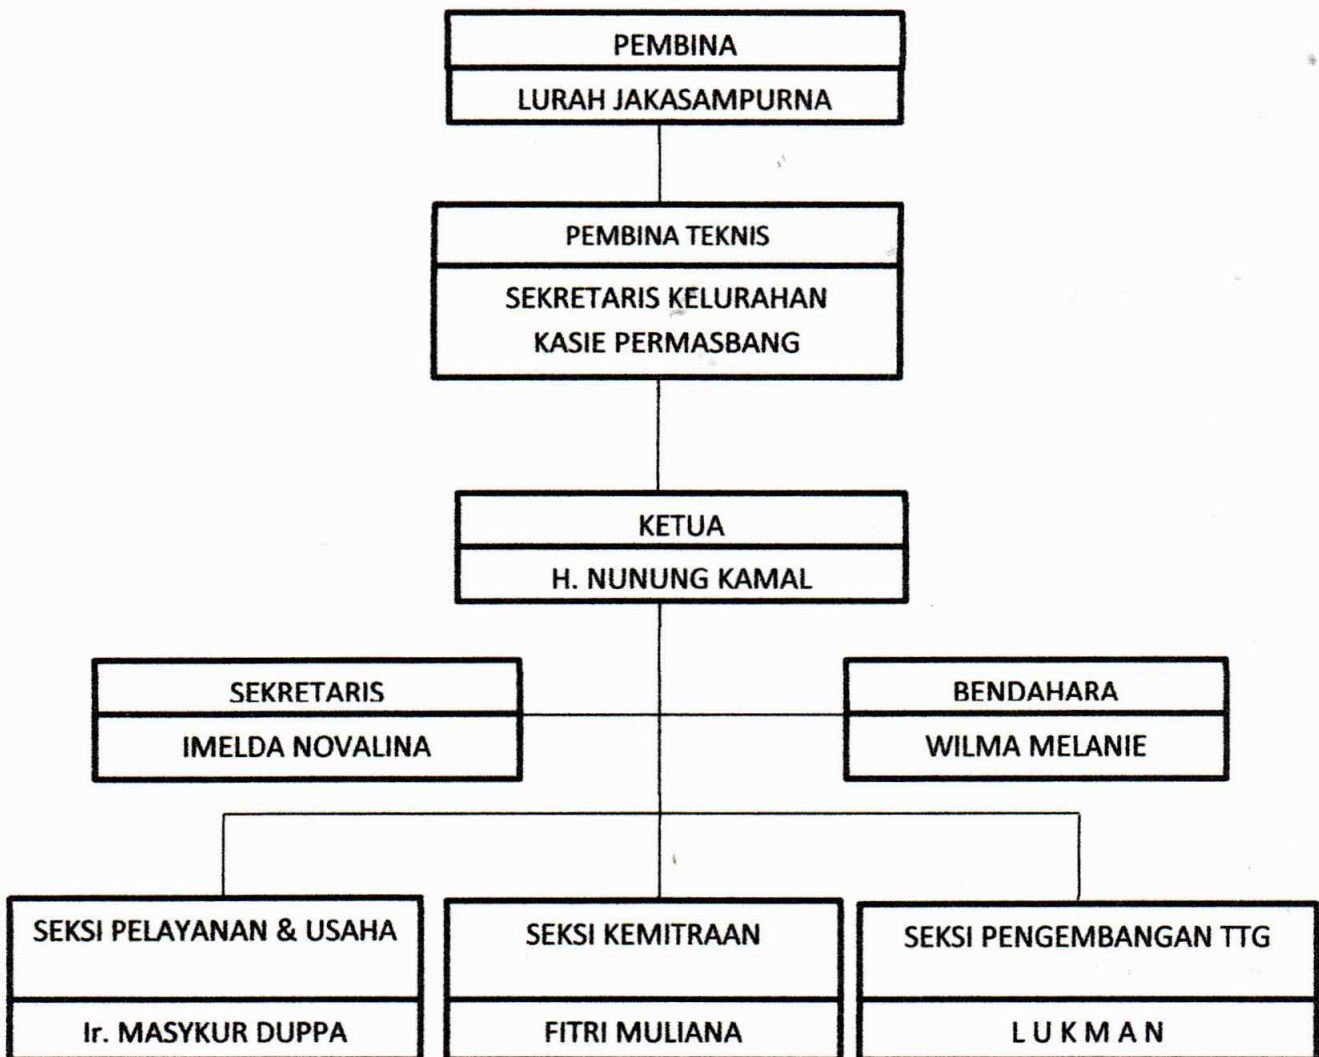 PEMBINA
LURAH JAKASAMPURNA
PEMBINA TEKNIS
SEKRETARIS KELURAHAN
KASIE PERMASBANG
KETUA
H. NUNUNG KAMAL
SEKRETARIS
IMELDA NOVALINA
BENDAHARA
WILMA MELANIE
SEKSI PELAYANAN & USAHA
Ir. MASYKUR DUPPA
SEKSI KEMITRAAN
FITRI MULIANA
SEKSI PENGEMBANGAN TTG
L U K M A N